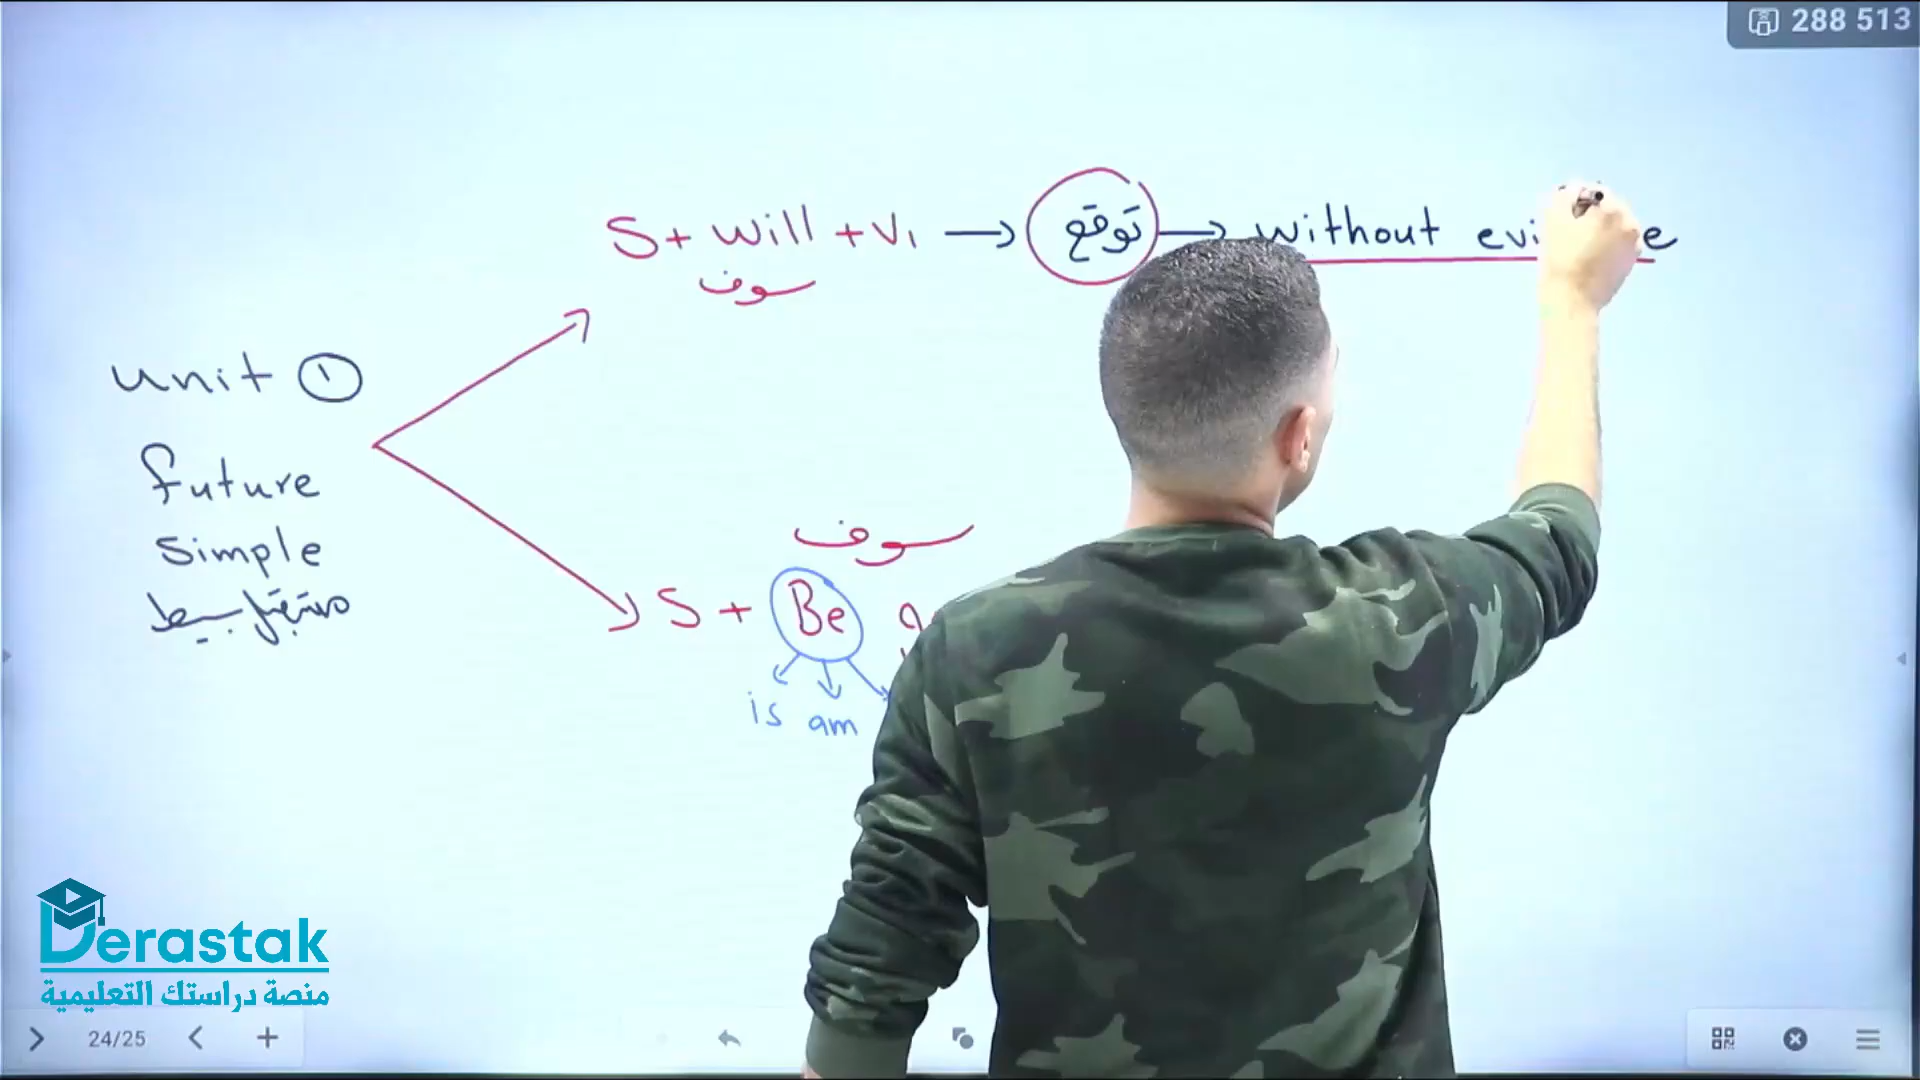 288 513
S + will + V1 → توقع → without evi e
سوف
unit ①
future
simple
مستقبل بسيط
سوف
S + Be
is am
Derastak
منصة دراستك التعليمية
24/25